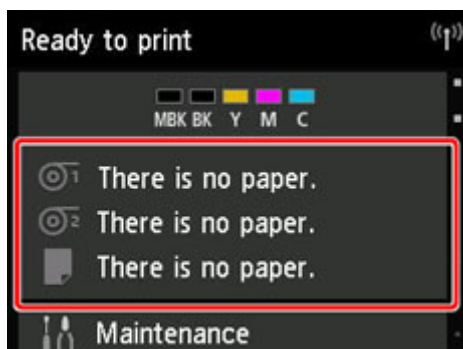 Ready to print
MBK BK Y M C
1 There is no paper.
2 There is no paper.
There is no paper.
Maintenance